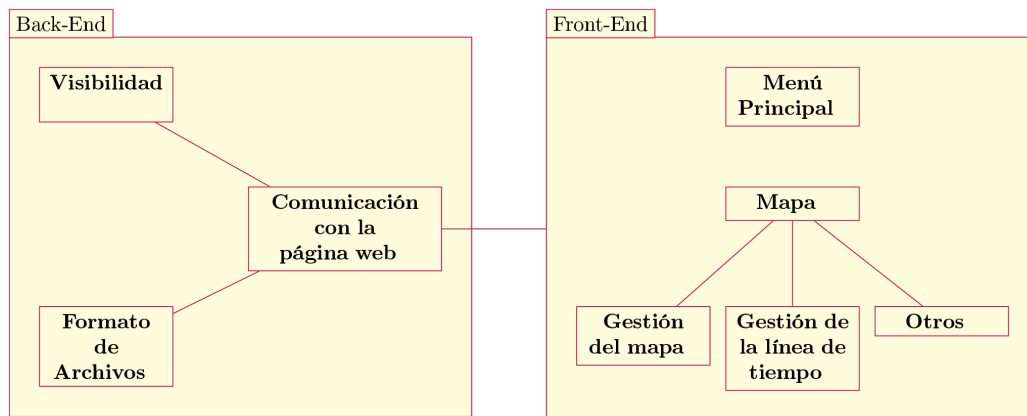 Back-End
Visibilidad
Comunicación
con la
página web
Formato
de
Archivos
Front-End
Menú
Principal
Mapa
Gestión
del mapa
Gestión de
la línea de
tiempo
Otros